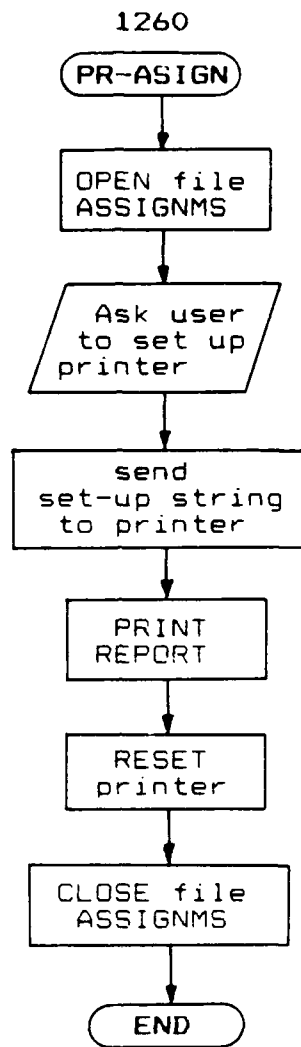 1260
PR-ASIGN
OPEN file
ASSIGNMS
Ask user
to set up
printer
send
set-up string
to printer
PRINT
REPORT
RESET
printer
CLOSE file
ASSIGNMS
END